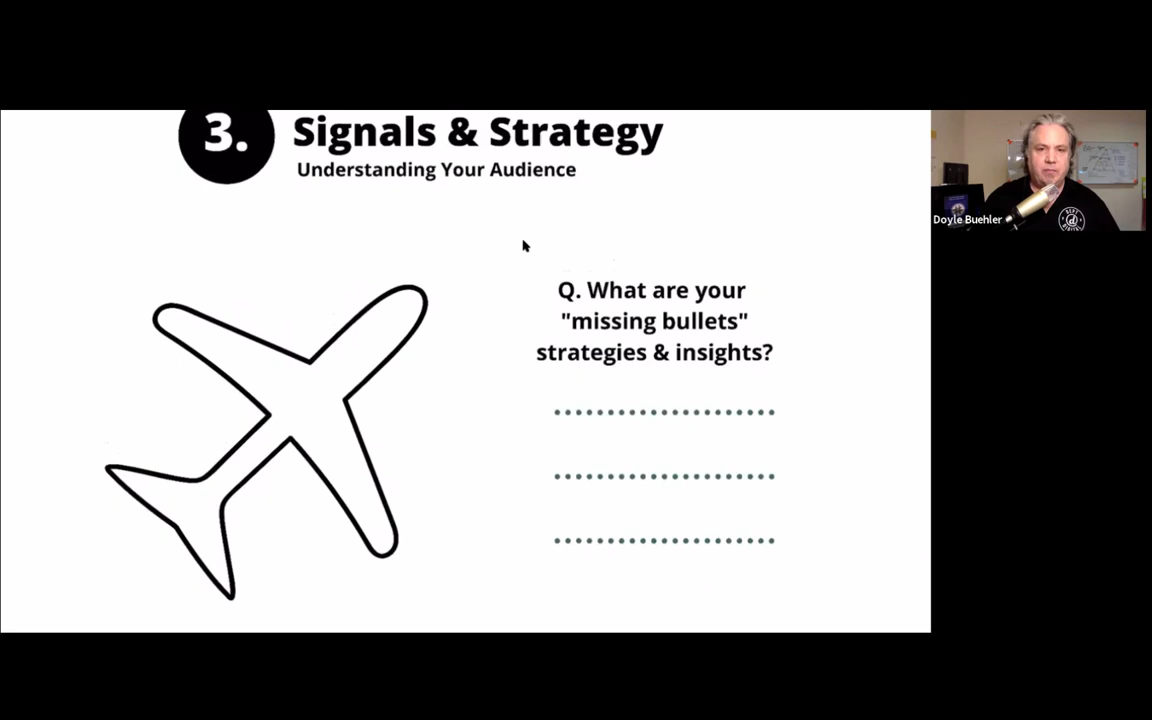 3.
Signals & Strategy
Understanding Your Audience
Doyle Buehler
Q. What are your
"missing bullets"
strategies & insights?